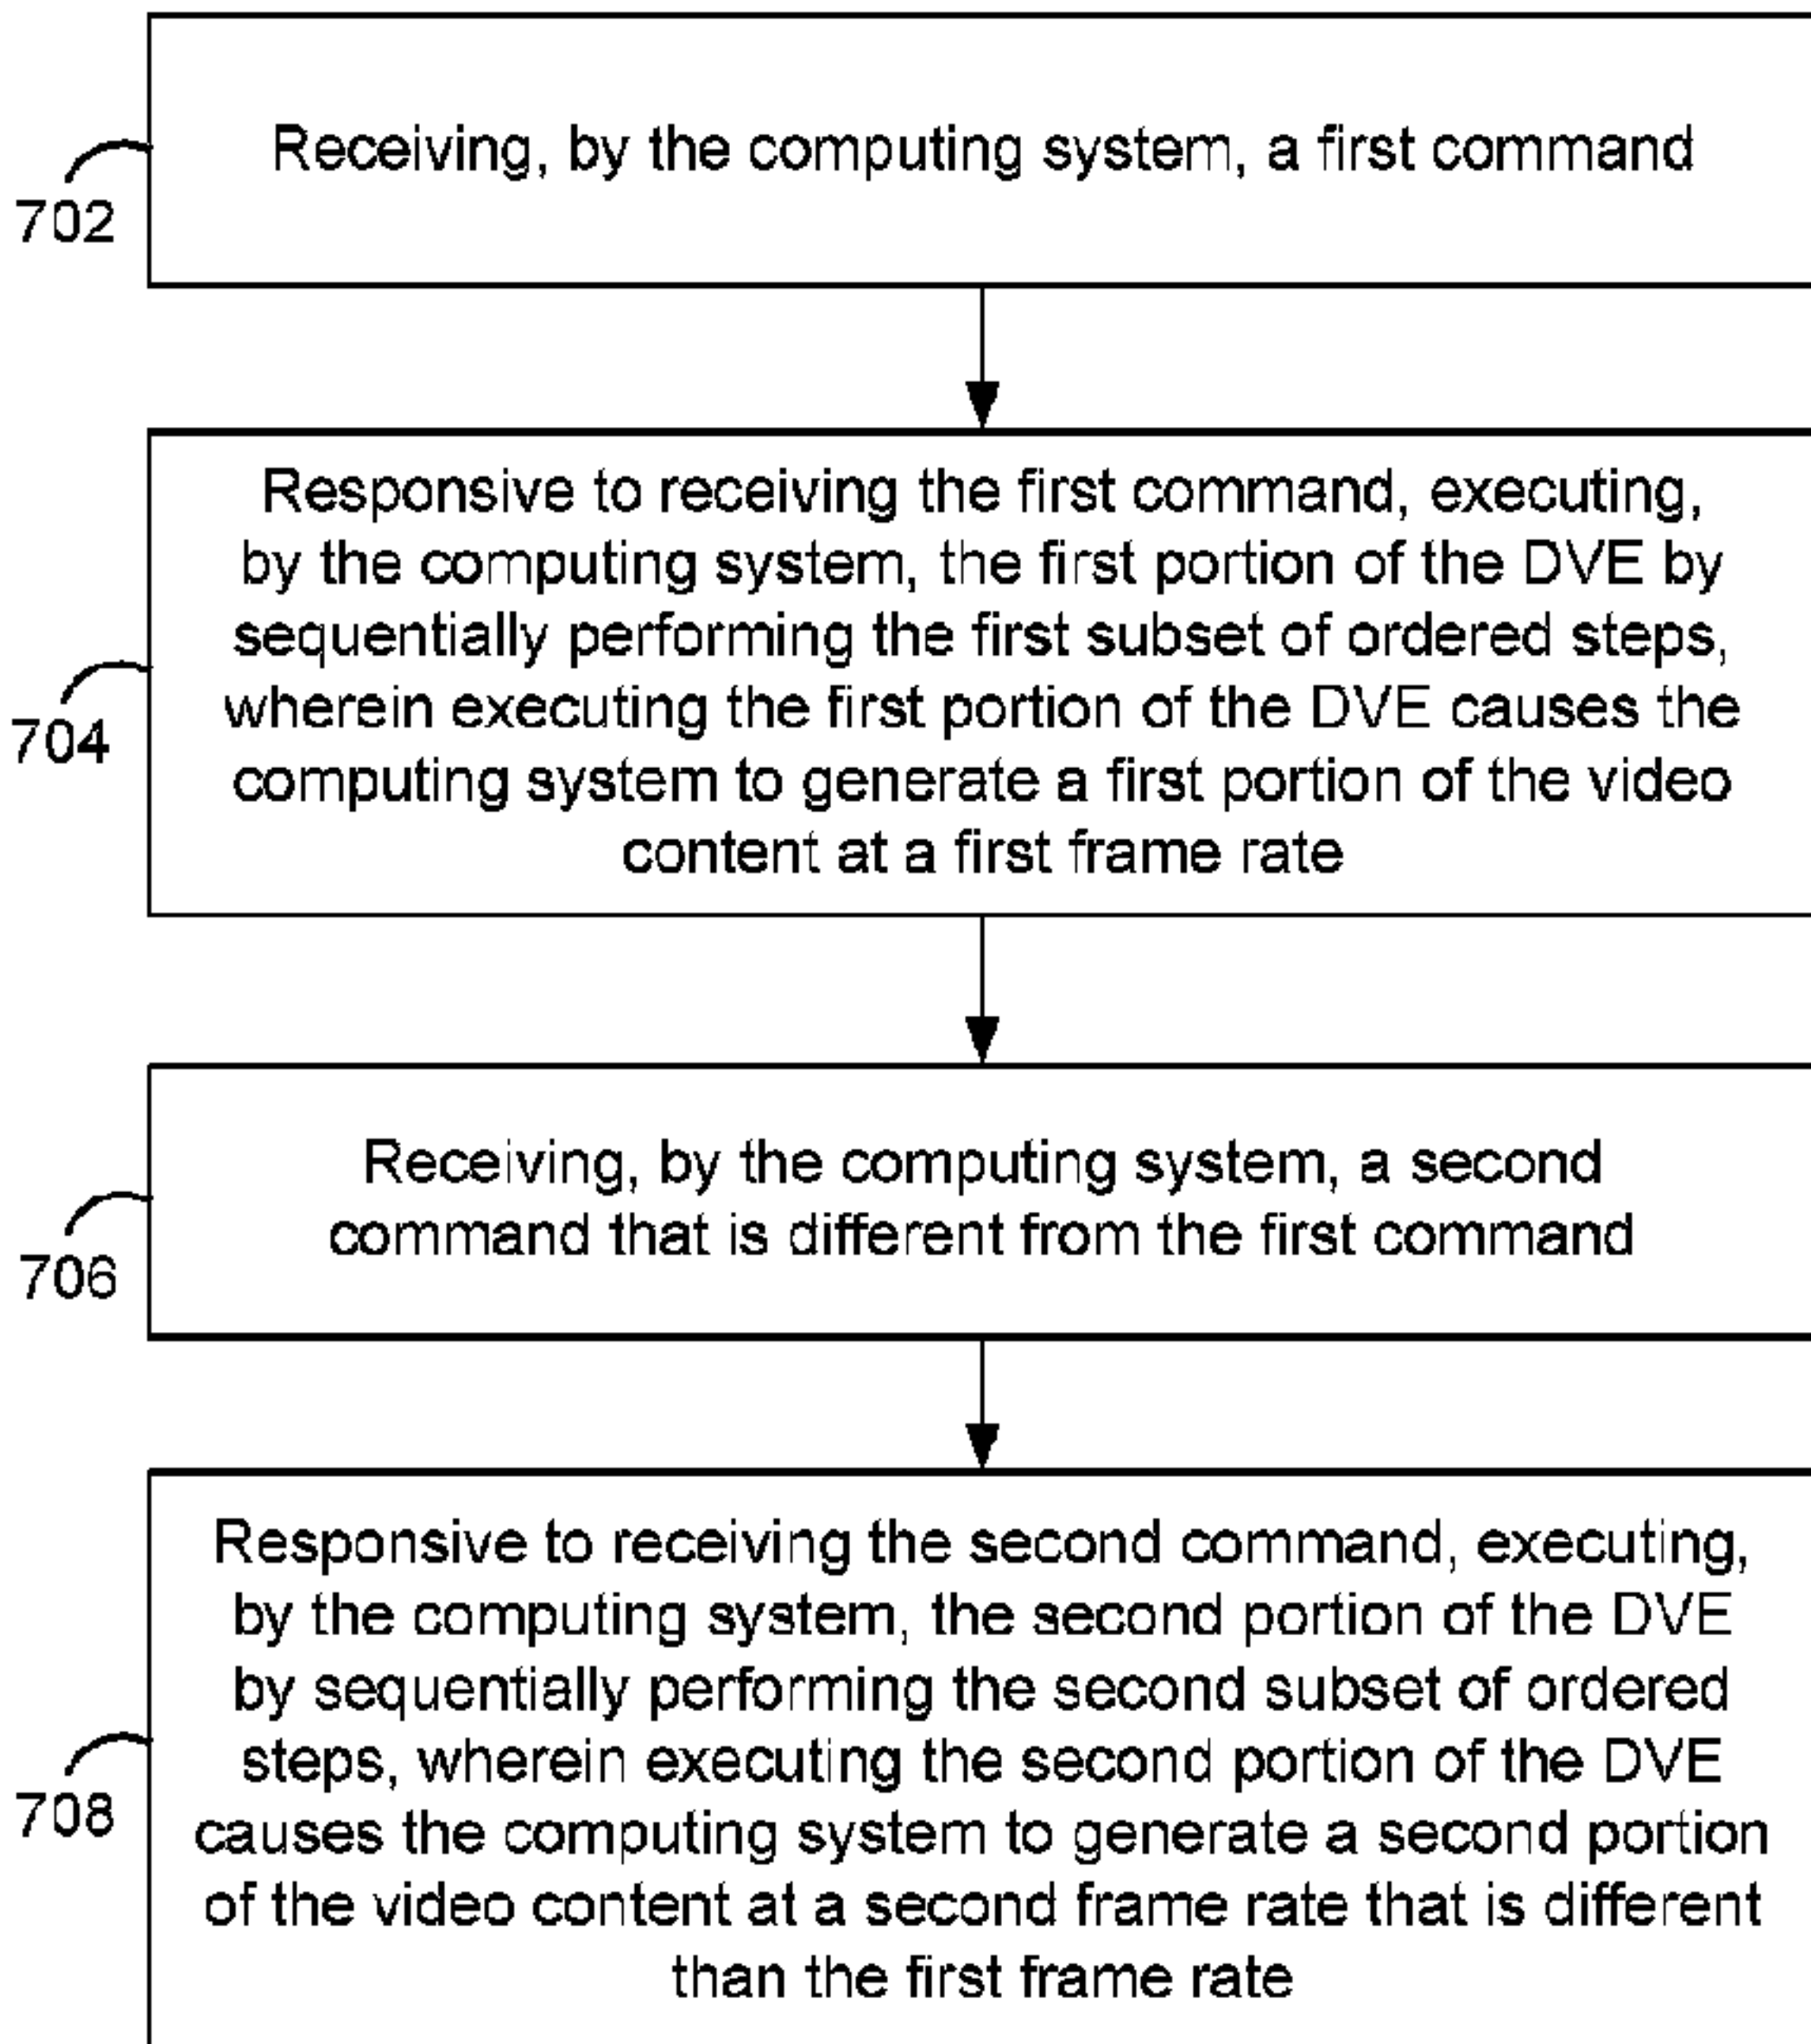 Receiving, by the computing system, a first command
702
Responsive to receiving the first command, executing,
by the computing system, the first portion of the DVE by
sequentially performing the first subset of ordered steps,
wherein executing the first portion of the DVE causes the
computing system to generate a first portion of the video
content at a first frame rate
704
Receiving, by the computing system, a second
command that is different from the first command
706
Responsive to receiving the second command, executing,
by the computing system, the second portion of the DVE
by sequentially performing the second subset of ordered
steps, wherein executing the second portion of the DVE
causes the computing system to generate a second portion
of the video content at a second frame rate that is different
than the first frame rate
708